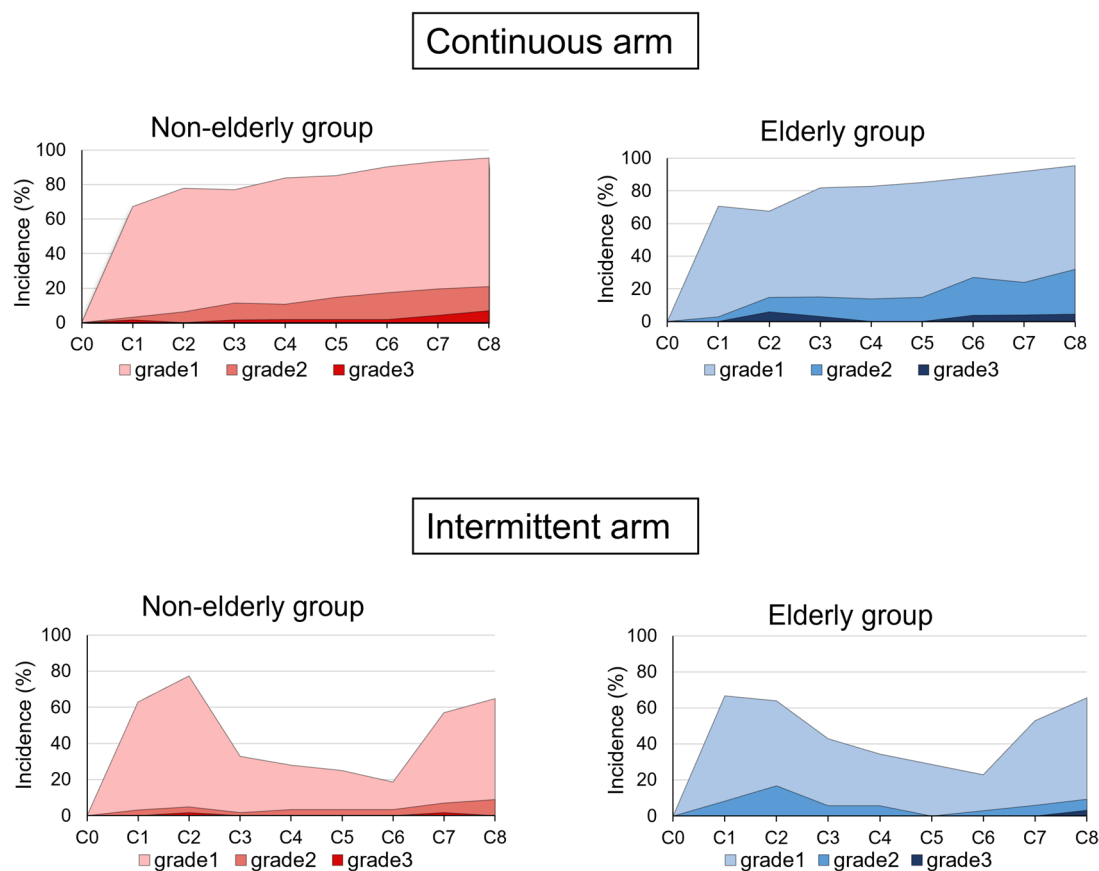 Continuous arm
Non-elderly group
Incidence (%)
100
80
60
40
20
0
C0 C1 C2 C3 C4 C5 C6 C7 C8
grade1 grade2 grade3
Elderly group
Incidence (%)
100
80
60
40
20
0
C0 C1 C2 C3 C4 C5 C6 C7 C8
grade1 grade2 grade3
Intermittent arm
Non-elderly group
Incidence (%)
100
80
60
40
20
0
C0 C1 C2 C3 C4 C5 C6 C7 C8
grade1 grade2 grade3
Elderly group
Incidence (%)
100
80
60
40
20
0
C0 C1 C2 C3 C4 C5 C6 C7 C8
grade1 grade2 grade3